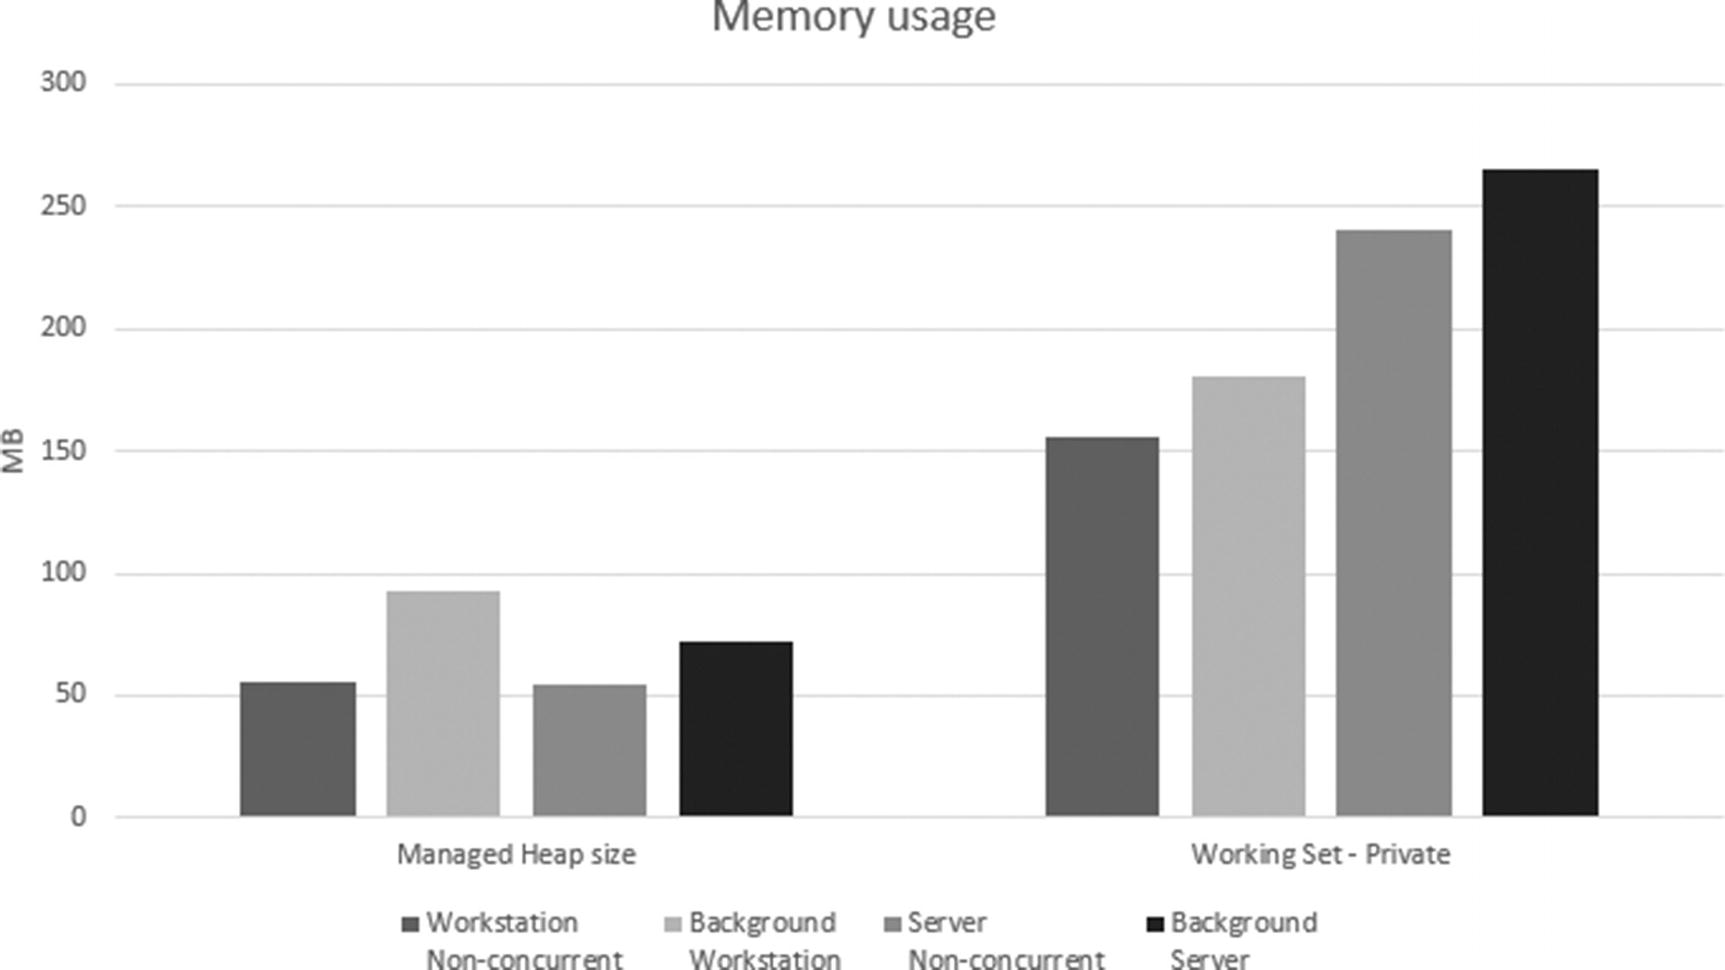 Memory usage
300
250
200
150
100
50
0
MB
Managed Heap size
Working Set - Private
Workstation
Non-concurrent
Background
Workstation
Server
Non-concurrent
Background
Server